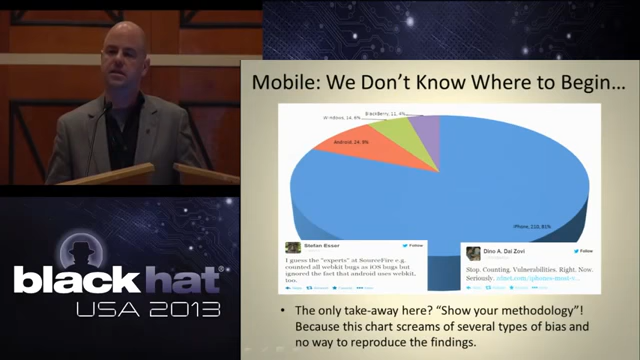 Mobile: We Don't Know Where to Begin...
BlackBerry, 12, 4%
Windows, 14, 6%
Android, 24, 9%
iPhone, 210, 81%
Stefan Esser
Follow
I guess the "experts" at SourceFire e.g.
counted all webkit bugs as iOS bugs but
ignored the fact that android uses webkit,
too.
Dino A. Dai Zovi
Follow
Stop. Counting. Vulnerabilities. Right. Now.
Seriously.
black hat
USA 2013
• The only take-away here? "Show your methodology"!
Because this chart screams of several types of bias and
no way to reproduce the findings.